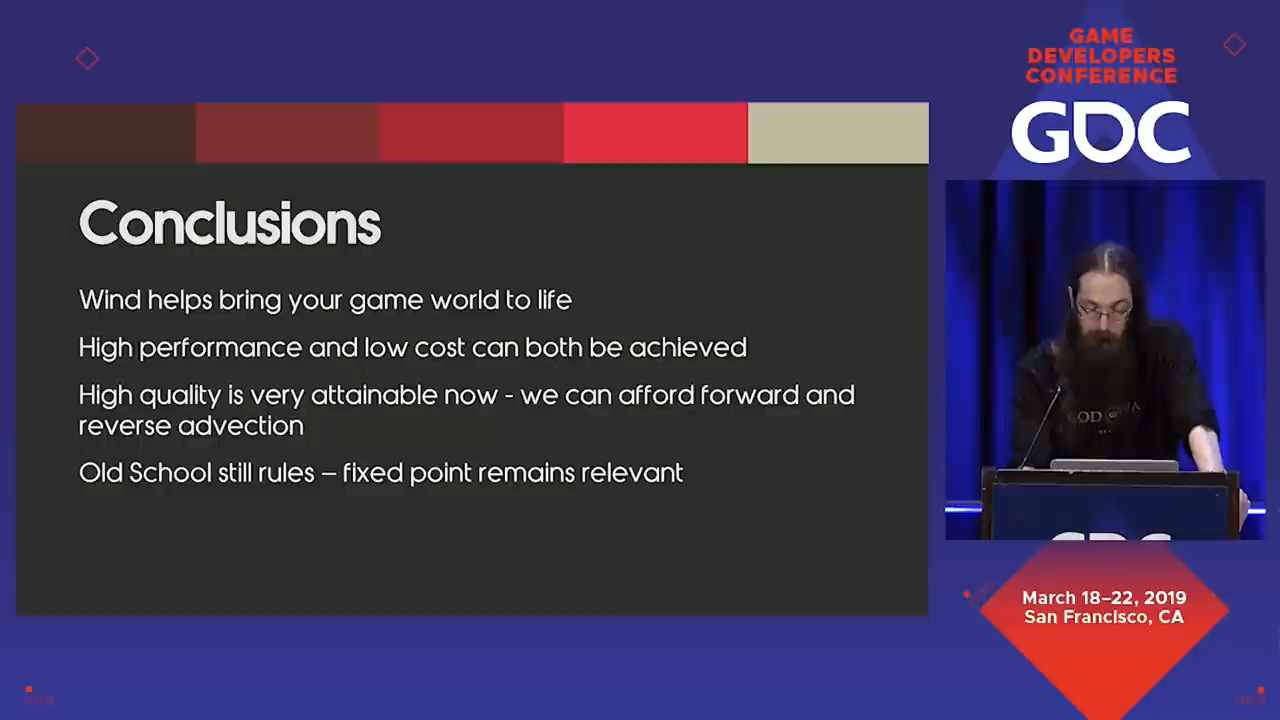 GAME
DEVELOPERS
CONFERENCE
GDC
Conclusions
Wind helps bring your game world to life
High performance and low cost can both be achieved
High quality is very attainable now - we can afford forward and
reverse advection
Old School still rules – fixed point remains relevant
GOD
GDC
March 18–22, 2019
San Francisco, CA